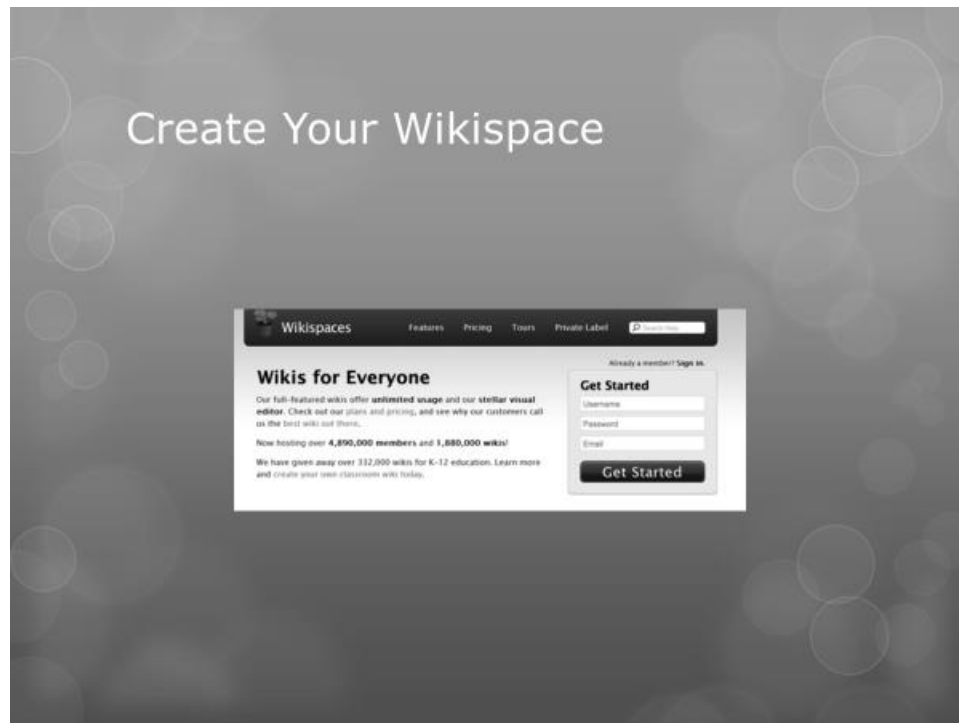 Create Your Wikispace
Wikispaces Features Pricing Tours Private Label Search Help
Already a member? Sign in.
Wikis for Everyone
Our full-featured wikis offer unlimited usage and our stellar visual
editor. Check out our plans and pricing, and see why our customers call
us the best wiki out there.
Now hosting over 4,890,000 members and 1,880,000 wikis!
We have given away over 332,000 wikis for K-12 education. Learn more
and create your own classroom wiki today.
Get Started
Username
Password
Email
Get Started